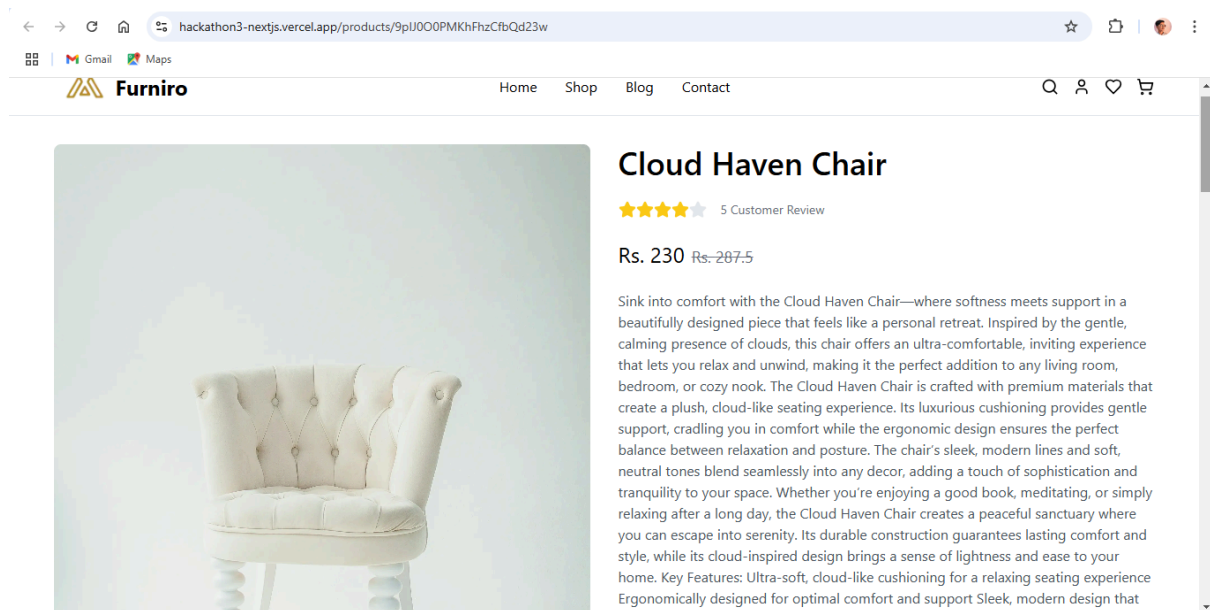 hackathon3-nextjs.vercel.app/products/9plJ0O0PMKhFhzCfbQd23w
Gmail
Maps
Furniro
Home
Shop
Blog
Contact
Cloud Haven Chair
5 Customer Review
Rs. 230 Rs. 287.5
Sink into comfort with the Cloud Haven Chair—where softness meets support in a
beautifully designed piece that feels like a personal retreat. Inspired by the gentle,
calming presence of clouds, this chair offers an ultra-comfortable, inviting experience
that lets you relax and unwind, making it the perfect addition to any living room,
bedroom, or cozy nook. The Cloud Haven Chair is crafted with premium materials that
create a plush, cloud-like seating experience. Its luxurious cushioning provides gentle
support, cradling you in comfort while the ergonomic design ensures the perfect
balance between relaxation and posture. The chair’s sleek, modern lines and soft,
neutral tones blend seamlessly into any decor, adding a touch of sophistication and
tranquility to your space. Whether you’re enjoying a good book, meditating, or simply
relaxing after a long day, the Cloud Haven Chair creates a peaceful sanctuary where
you can escape into serenity. Its durable construction guarantees lasting comfort and
style, while its cloud-inspired design brings a sense of lightness and ease to your
home. Key Features: Ultra-soft, cloud-like cushioning for a relaxing seating experience
Ergonomically designed for optimal comfort and support Sleek, modern design that